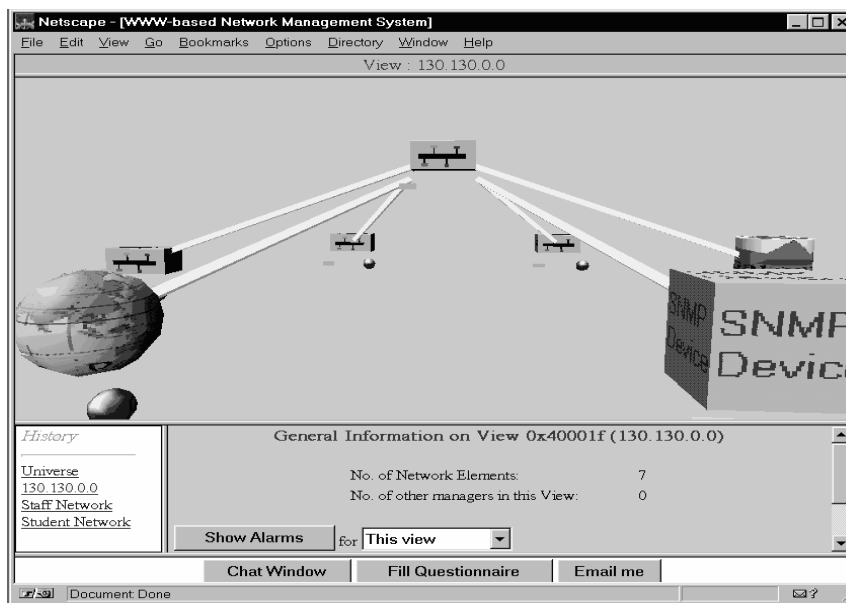 Netscape - [WWW-based Network Management System]
File Edit View Go Bookmarks Options Directory Window Help
View : 130.130.0.0
SNMP Device
SNMP Device
History
Universe
130.130.0.0
Staff Network
Student Network
General Information on View 0x40001f (130.130.0.0)
No. of Network Elements: 7
No. of other managers in this View: 0
Show Alarms for This view
Chat Window Fill Questionnaire Email me
Document: Done